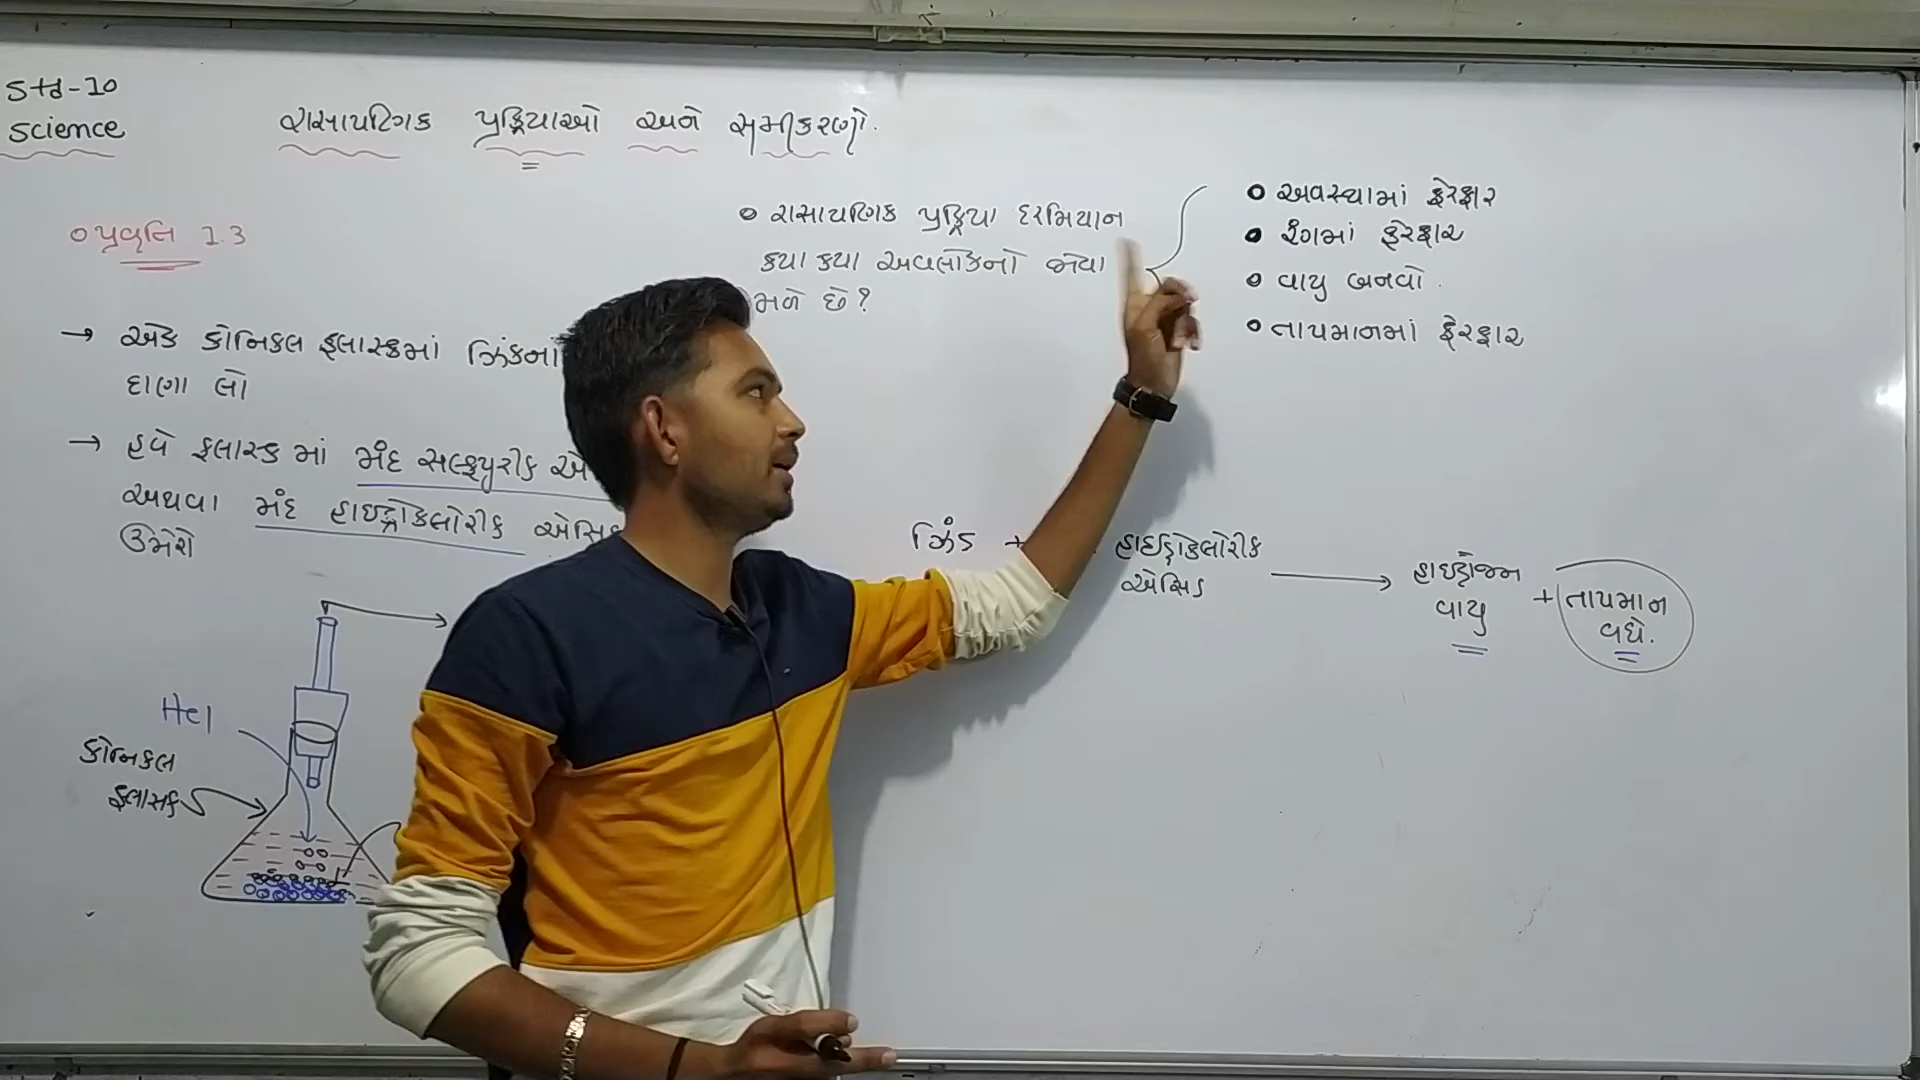 Std-10
Science
રાસાયણિક પ્રક્રિયાઓ અને સમીકરણો.
પ્રવૃત્તિ 1.3
→ એક કોનિકલ ફ્લાસ્કમાં ઝિંકના
દાણા લો
→ હવે ફ્લાસ્ક માં મંદ સલ્ફ્યુરીક
અથવા મંદ હાઇડ્રોક્લોરીક
ઉમેરો
HCl
કોનિકલ
ફ્લાસ્ક
રાસાયણિક પ્રક્રિયા દરમિયાન
કયા કયા અવલોકનો જોવા
મળે છે?
અવસ્થામાં ફેરફાર
રંગમાં ફેરફાર
વાયુ બનવો
તાપમાનમાં ફેરફાર
ઝિંક + હાઇડ્રોક્લોરીક
એસિડ
→ હાઇડ્રોજન
વાયુ
+ તાપમાન
વધે.